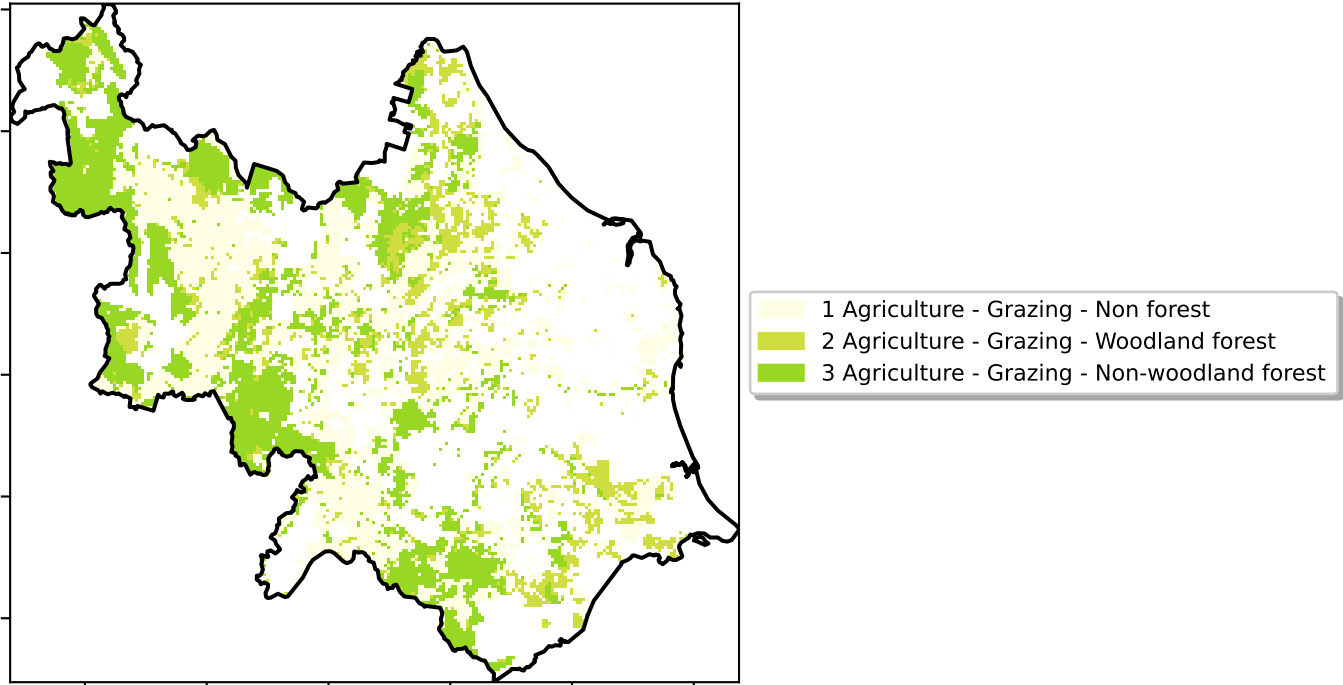 1 Agriculture - Grazing - Non forest
2 Agriculture - Grazing - Woodland forest
3 Agriculture - Grazing - Non-woodland forest